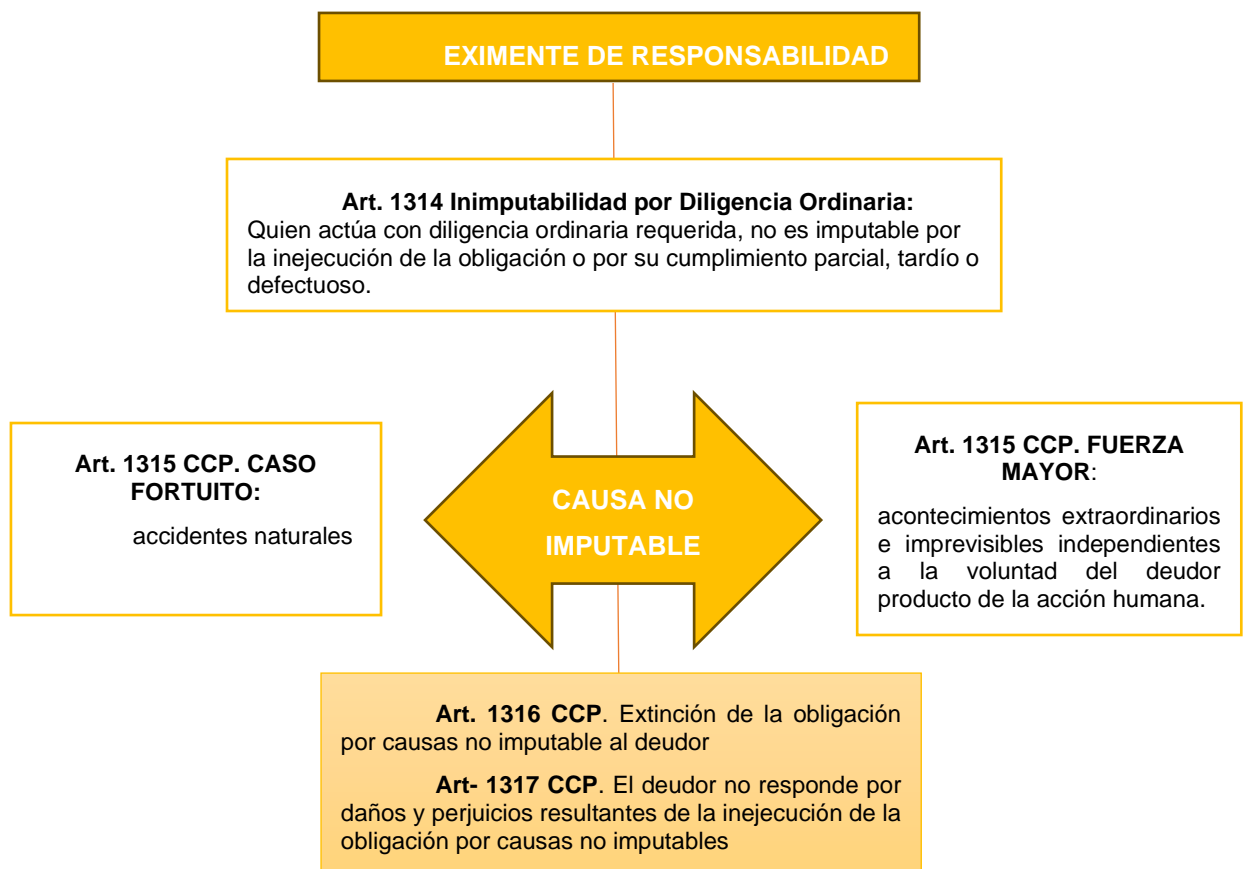 EXIMENTE DE RESPONSABILIDAD
Art. 1314 Inimputabilidad por Diligencia Ordinaria:
Quien actúa con diligencia ordinaria requerida, no es imputable por
la inejecución de la obligación o por su cumplimiento parcial, tardío o
defectuoso.
Art. 1315 CCP. CASO
FORTUITO:
accidentes naturales
CAUSA NO
IMPUTABLE
Art. 1315 CCP. FUERZA
MAYOR:
acontecimientos extraordinarios
e imprevisibles independientes
a la voluntad del deudor
producto de la acción humana.
Art. 1316 CCP. Extinción de la obligación
por causas no imputable al deudor
Art- 1317 CCP. El deudor no responde por
daños y perjuicios resultantes de la inejecución de la
obligación por causas no imputables